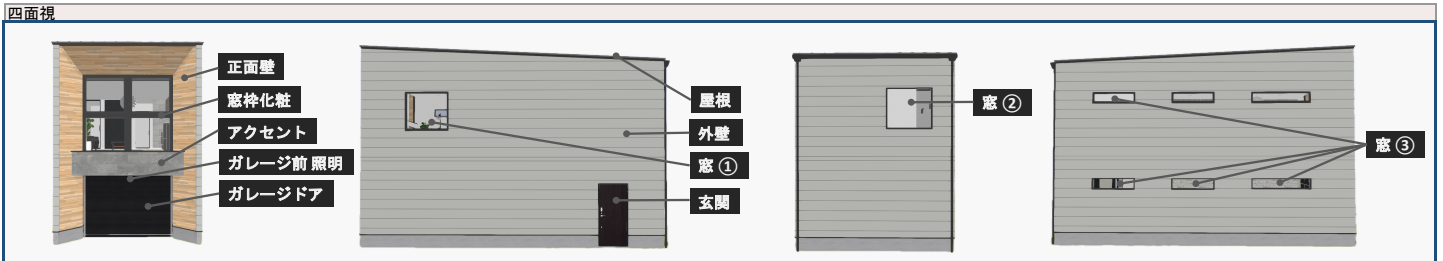 四面視
正面壁
窓枠化粧
アクセント
ガレージ前 照明
ガレージドア
屋根
外壁
窓 ①
玄関
窓 ②
窓 ③